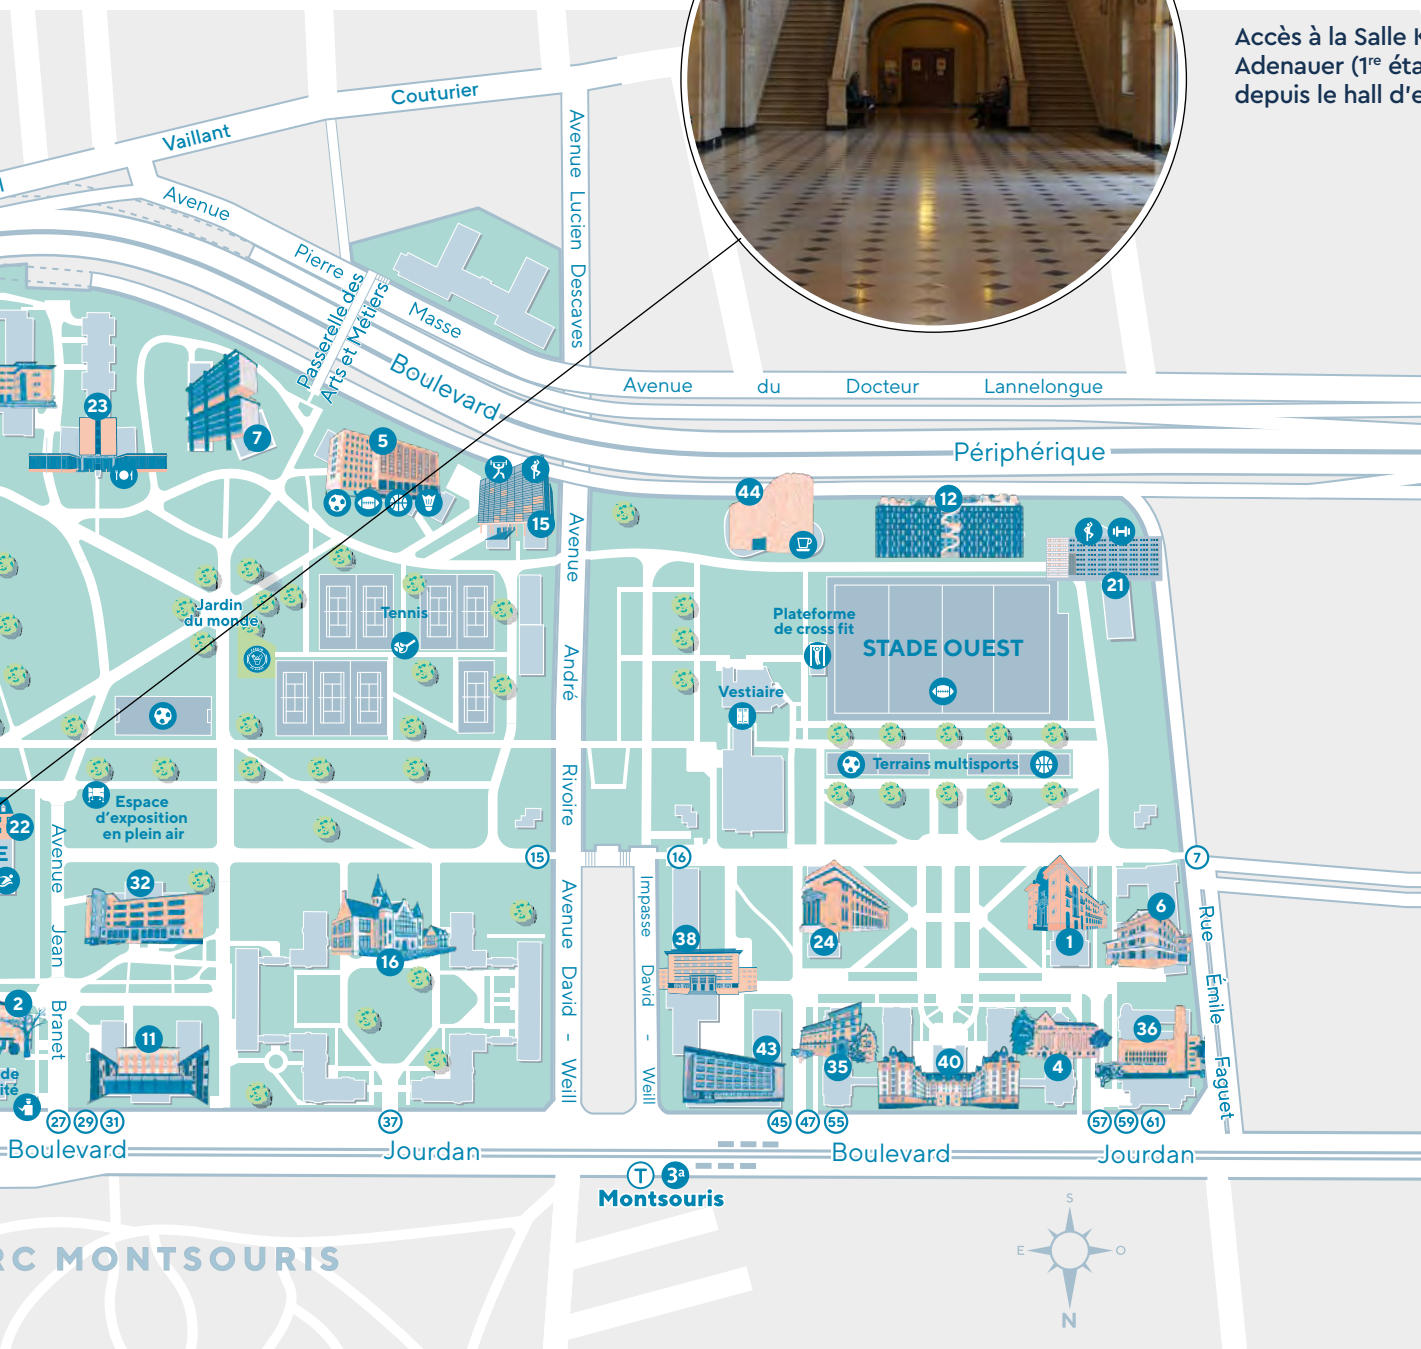 Accès à la Salle
Adenauer (1re
depuis le hall
Couturier
Vaillant
Avenue
Pierre
Masse
Avenue Lucien Descaves
Passerelle des
Arts et Métiers
Boulevard
Avenue du Docteur Lannelongue
Périphérique
23
7
5
15
44
12
21
Avenue André Rivoire
Jardin
du monde
Tennis
Plateforme
de cross fit
STADE OUEST
Vestiaire
Terrains multisports
Espace
d'exposition
en plein air
22
Avenue Jean Branet
15
16
7
32
16
Avenue David - Weill
Impasse David - Weill
38
24
1
6
Rue Émile Faguet
2
11
43
35
40
4
36
de
27
29
31
37
45
47
55
57
59
61
Boulevard
Jourdan
Boulevard
Jourdan
T 3a
Montsouris
MONTSOURIS
S
E
O
N